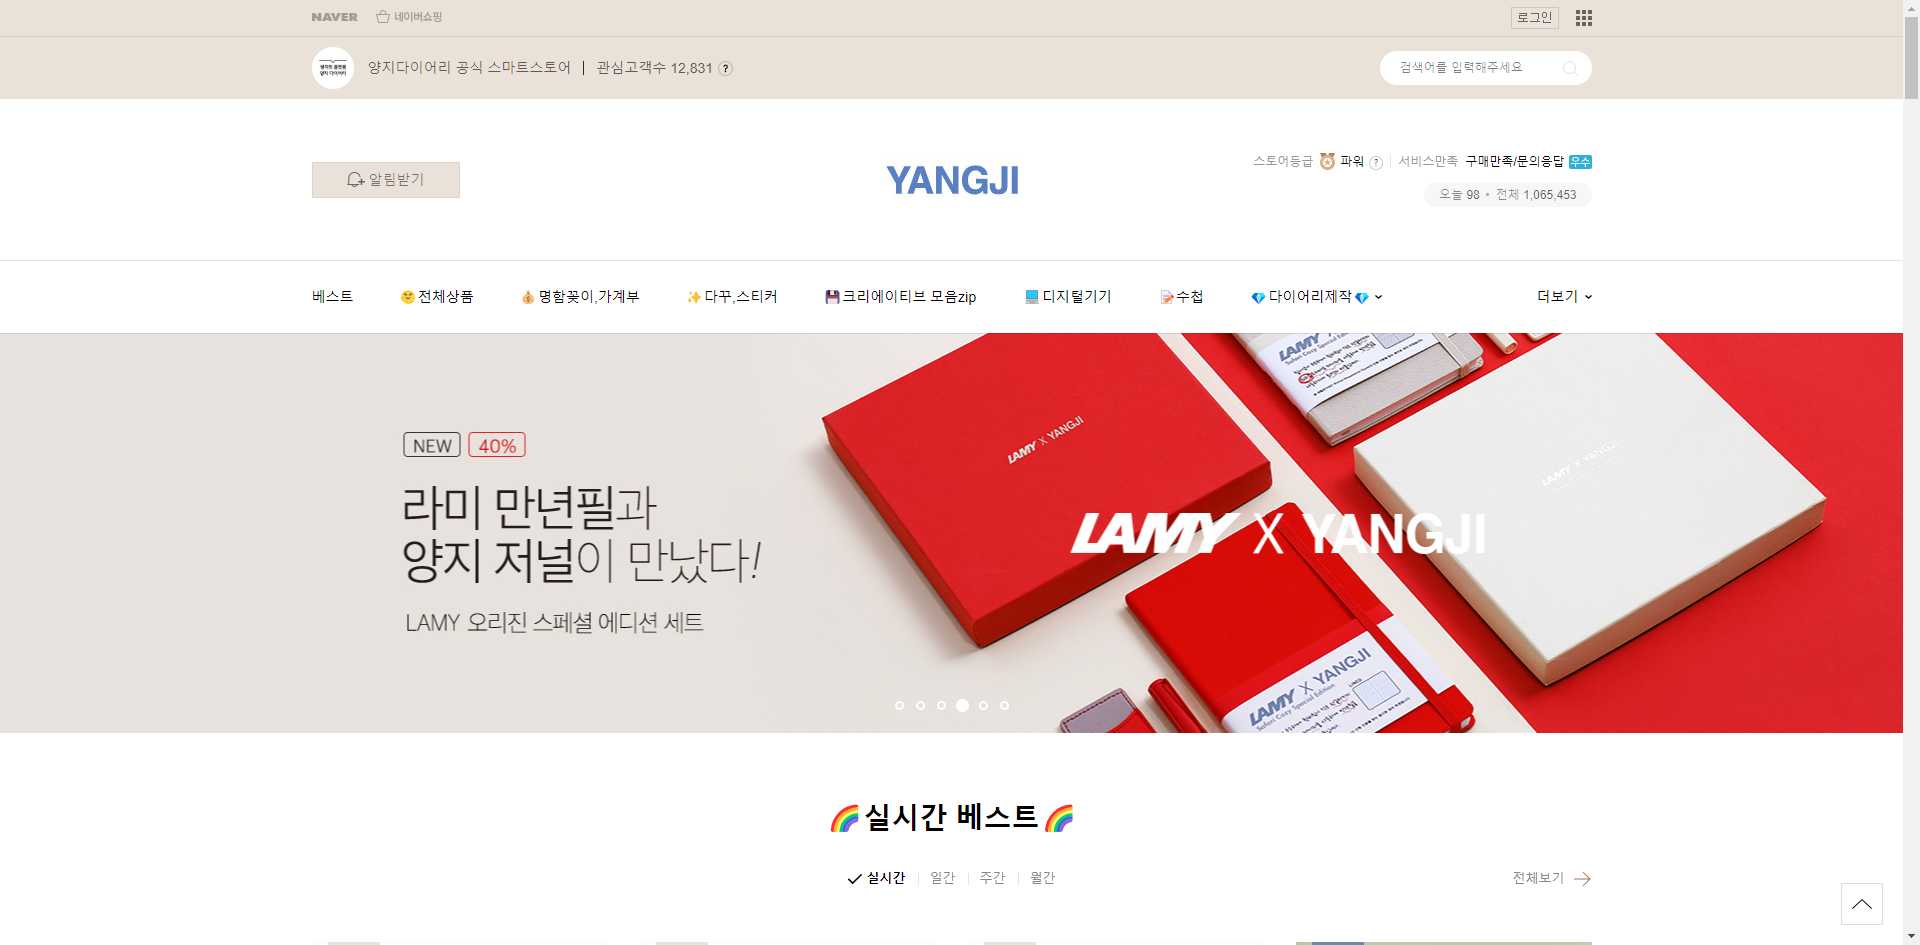 NAVER 네이버쇼핑 로그인
양지다이어리 공식 스마트스토어 | 관심고객수 12,831 ?
검색어를 입력해주세요
알림받기
YANGJI
스토어등급 파워 ? 서비스만족 구매만족/문의응답 우수
오늘 98 • 전체 1,065,453
베스트 전체상품 명함꽂이,가계부 다꾸,스티커 크리에이티브 모음zip 디지털기기 수첩 다이어리제작 더보기
NEW 40%
라미 만년필과
양지 저널이 만났다!
LAMY 오리진 스페셜 에디션 세트
LAMY X YANGJI
LAMY X YANGJI
LAMY X YANGJI
LAMY X YANGJI
Safari Cozy Special Edition
실시간 베스트
실시간 일간 주간 월간
전체보기